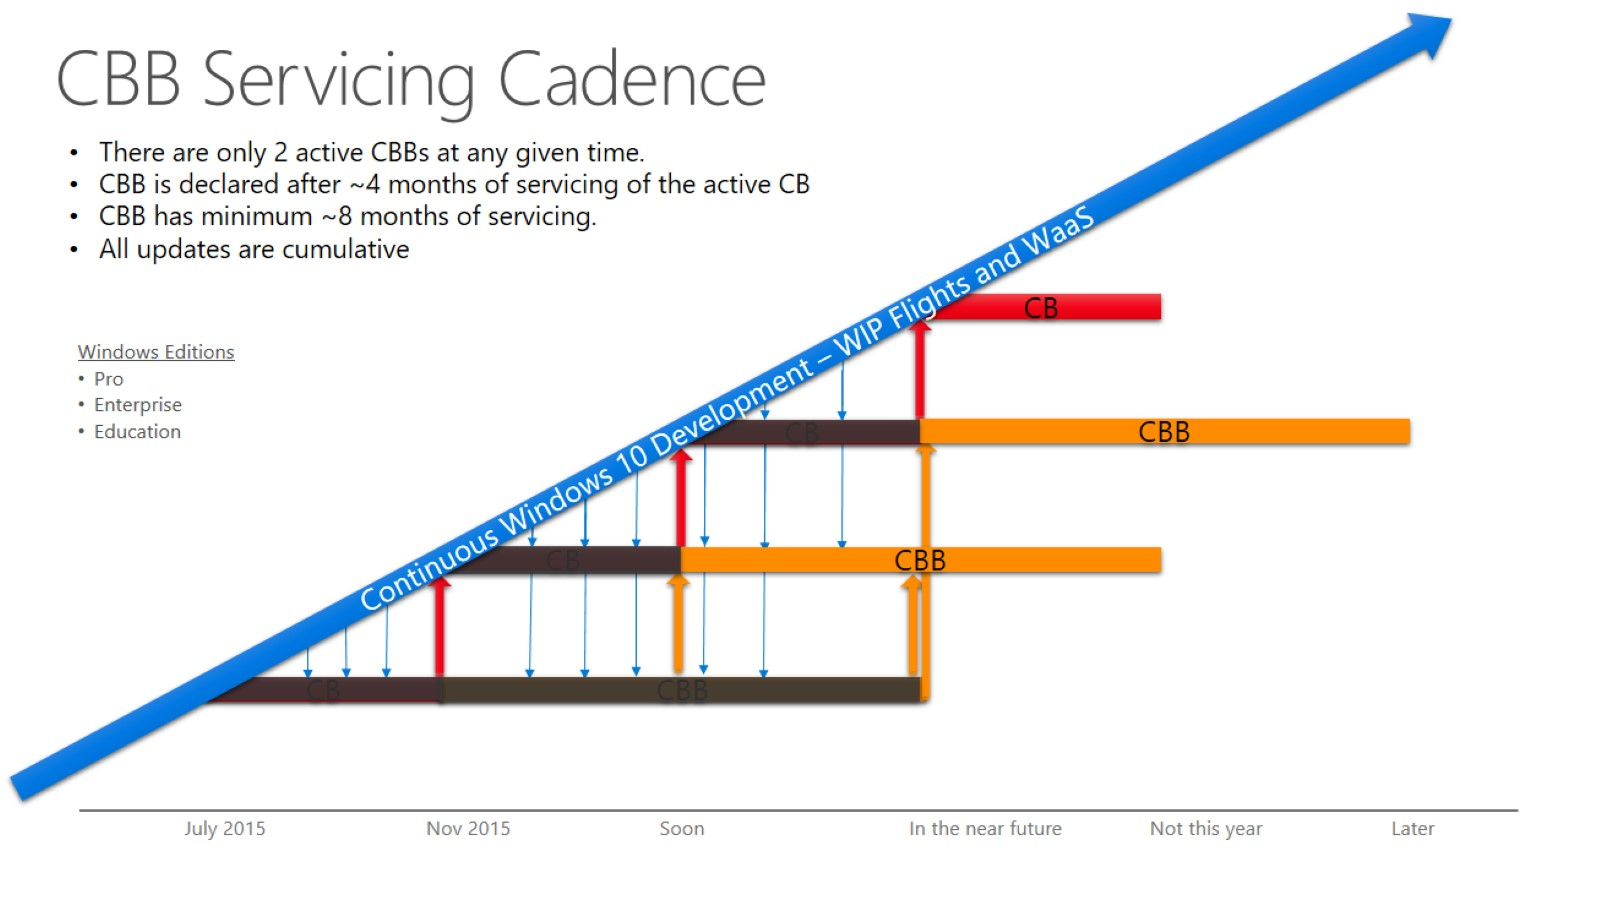 CBB Servicing Cadence
• There are only 2 active CBBs at any given time.
• CBB is declared after ~4 months of servicing of the active CB
• CBB has minimum ~8 months of servicing.
• All updates are cumulative
Windows Editions
• Pro
• Enterprise
• Education
Continuous Windows 10 Development – WIP Flights and WaaS
CB
CB
CBB
CB
CBB
CB
CBB
July 2015
Nov 2015
Soon
In the near future
Not this year
Later